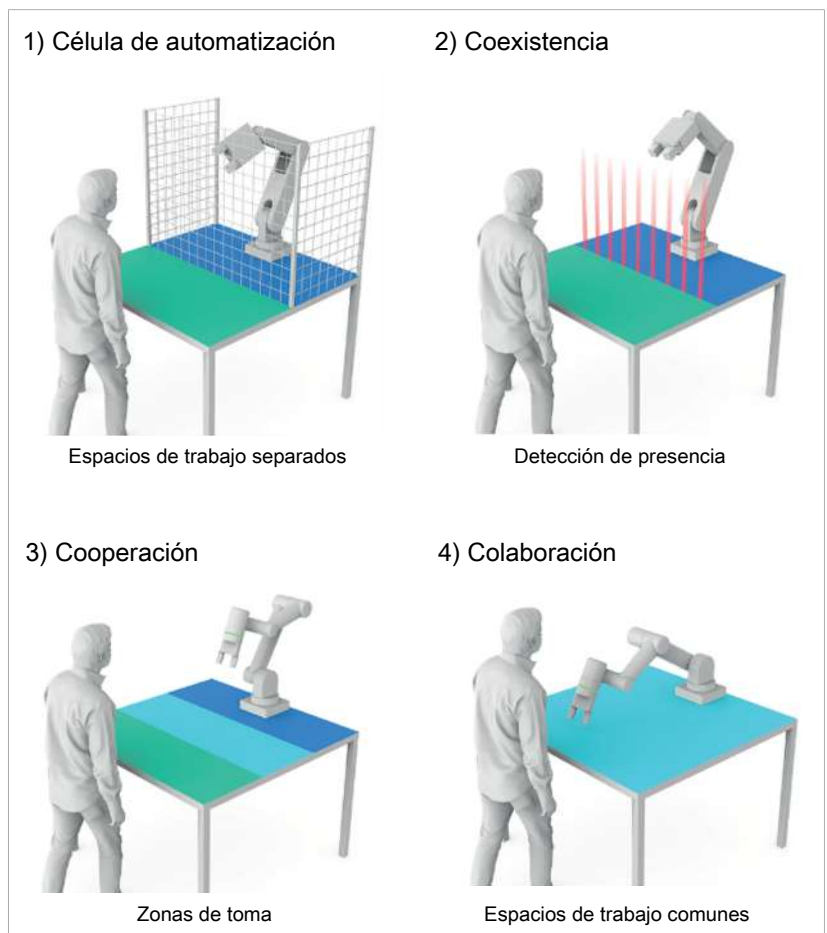 1) Célula de automatización
2) Coexistencia
Espacios de trabajo separados
Detección de presencia
3) Cooperación
4) Colaboración
Zonas de toma
Espacios de trabajo comunes